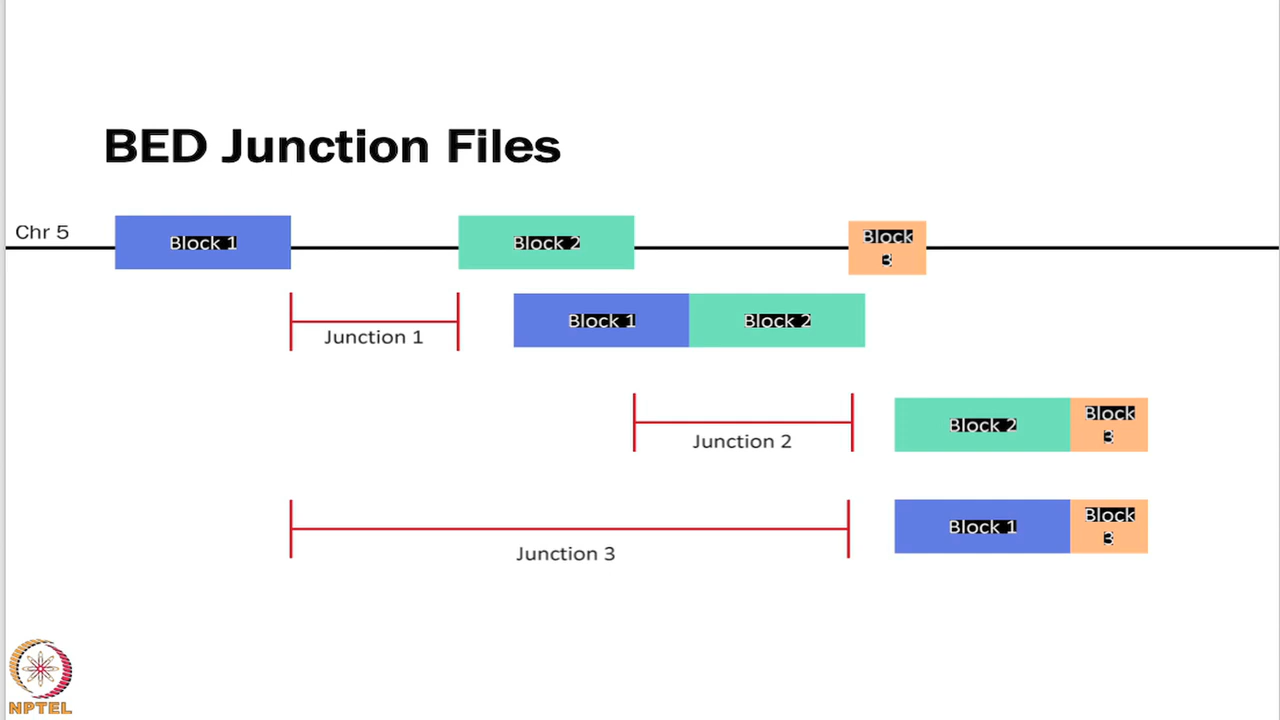 BED Junction Files
Chr 5
Block 1
Block 2
Block
3
Junction 1
Block 1
Block 2
Junction 2
Block 2
Block
3
Junction 3
Block 1
Block
3
NPTEL